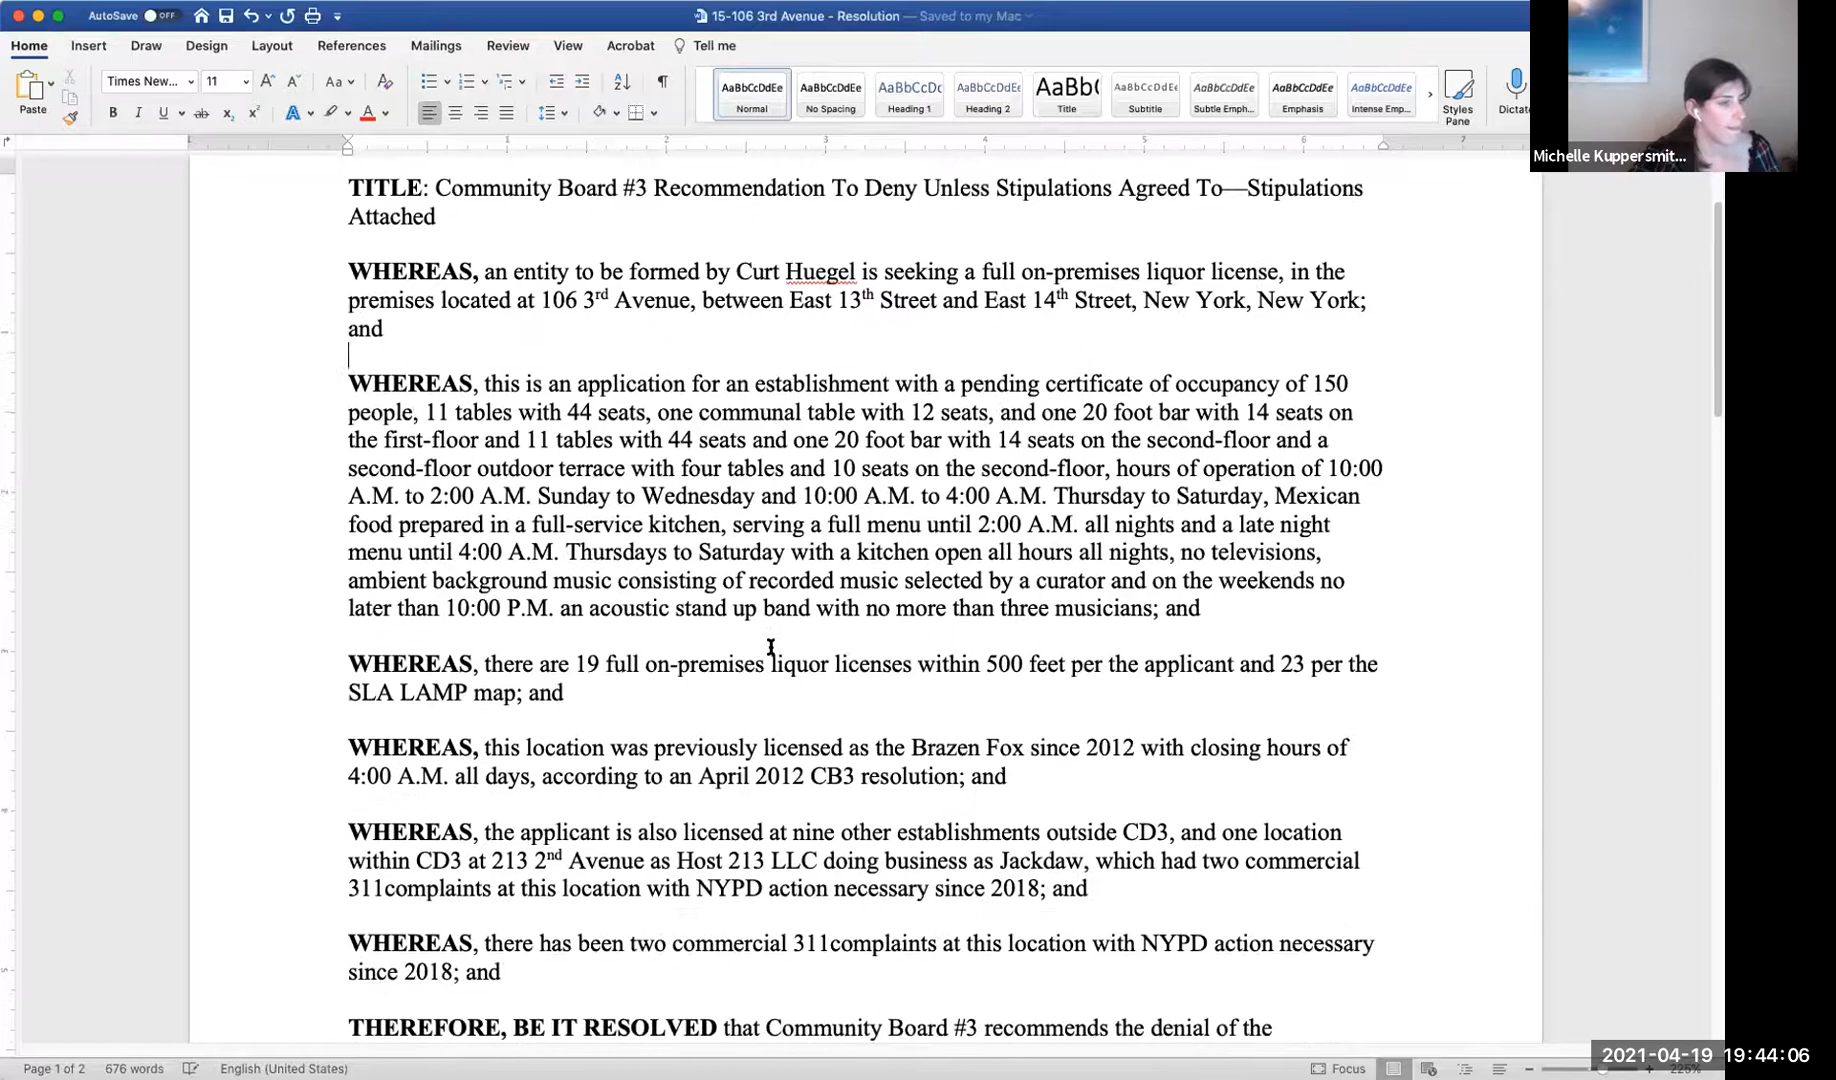 AutoSave OFF 15-106 3rd Avenue - Resolution — Saved to my Mac
Home Insert Draw Design Layout References Mailings Review View Acrobat Tell me
Times New... 11 Aa
Paste B I U ab x₂ x² A A
AaBbCcDdEe AaBbCcDdEe AaBbCcDc AaBbCcDdEe AaBb( AaBbCcDdEe AaBbCcDdEe AaBbCcDdEe AaBbCcDdEe
Normal No Spacing Heading 1 Heading 2 Title Subtitle Subtle Emph... Emphasis Intense Emp... Styles Pane Dictate
Michelle Kuppersmit...
1 2 3 4 5 6 7
TITLE: Community Board #3 Recommendation To Deny Unless Stipulations Agreed To—Stipulations
Attached
WHEREAS, an entity to be formed by Curt Huegel is seeking a full on-premises liquor license, in the
premises located at 106 3rd Avenue, between East 13th Street and East 14th Street, New York, New York;
and
WHEREAS, this is an application for an establishment with a pending certificate of occupancy of 150
people, 11 tables with 44 seats, one communal table with 12 seats, and one 20 foot bar with 14 seats on
the first-floor and 11 tables with 44 seats and one 20 foot bar with 14 seats on the second-floor and a
second-floor outdoor terrace with four tables and 10 seats on the second-floor, hours of operation of 10:00
A.M. to 2:00 A.M. Sunday to Wednesday and 10:00 A.M. to 4:00 A.M. Thursday to Saturday, Mexican
food prepared in a full-service kitchen, serving a full menu until 2:00 A.M. all nights and a late night
menu until 4:00 A.M. Thursdays to Saturday with a kitchen open all hours all nights, no televisions,
ambient background music consisting of recorded music selected by a curator and on the weekends no
later than 10:00 P.M. an acoustic stand up band with no more than three musicians; and
WHEREAS, there are 19 full on-premises liquor licenses within 500 feet per the applicant and 23 per the
SLA LAMP map; and
WHEREAS, this location was previously licensed as the Brazen Fox since 2012 with closing hours of
4:00 A.M. all days, according to an April 2012 CB3 resolution; and
WHEREAS, the applicant is also licensed at nine other establishments outside CD3, and one location
within CD3 at 213 2nd Avenue as Host 213 LLC doing business as Jackdaw, which had two commercial
311complaints at this location with NYPD action necessary since 2018; and
WHEREAS, there has been two commercial 311complaints at this location with NYPD action necessary
since 2018; and
THEREFORE, BE IT RESOLVED that Community Board #3 recommends the denial of the
Page 1 of 2 676 words English (United States) Focus 225%
2021-04-19 19:44:06